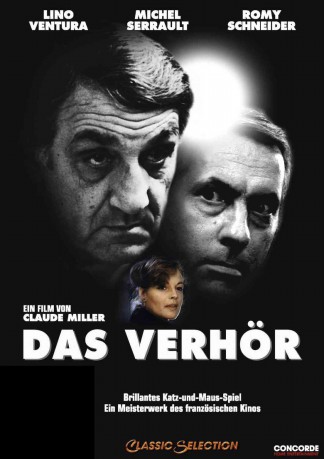 LINO MICHEL ROMY
VENTURA SERRAULT SCHNEIDER
EIN FILM VON
CLAUDE MILLER
DAS VERHÖR
Brillantes Katz-und-Maus-Spiel
Ein Meisterwerk des französischen Kinos
CLASSIC SELECTION
CONCORDE